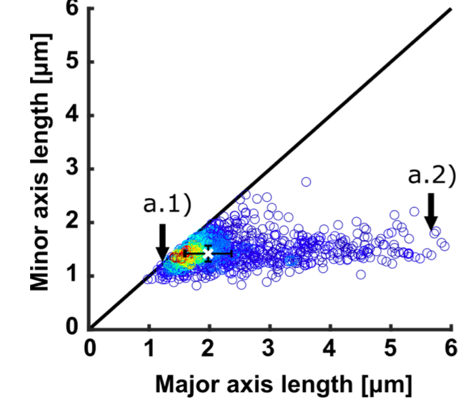 6
5
Minor axis length [µm]
4
3
a.1)
a.2)
2
1
0
0 1 2 3 4 5 6
Major axis length [µm]